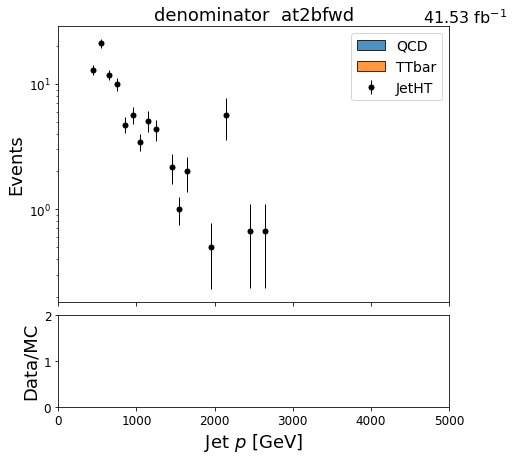 denominator at2bfwd
41.53 fb⁻¹
QCD
TTbar
JetHT
Events
10¹
10⁰
Data/MC
2
1
0
0 1000 2000 3000 4000 5000
Jet p [GeV]